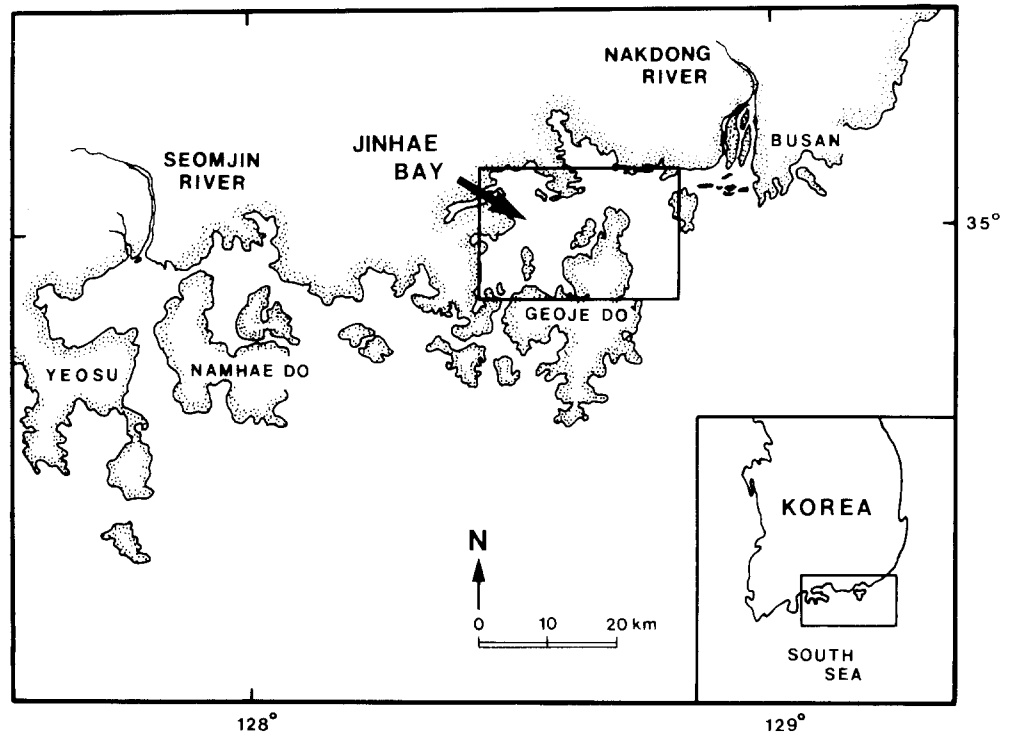 NAKDONG
RIVER
BUSAN
JINHAE
BAY
SEOMJIN
RIVER
35°
GEOJE DO
YEOSU
NAMHAE DO
KOREA
N
0 10 20 km
SOUTH
SEA
128° 129°